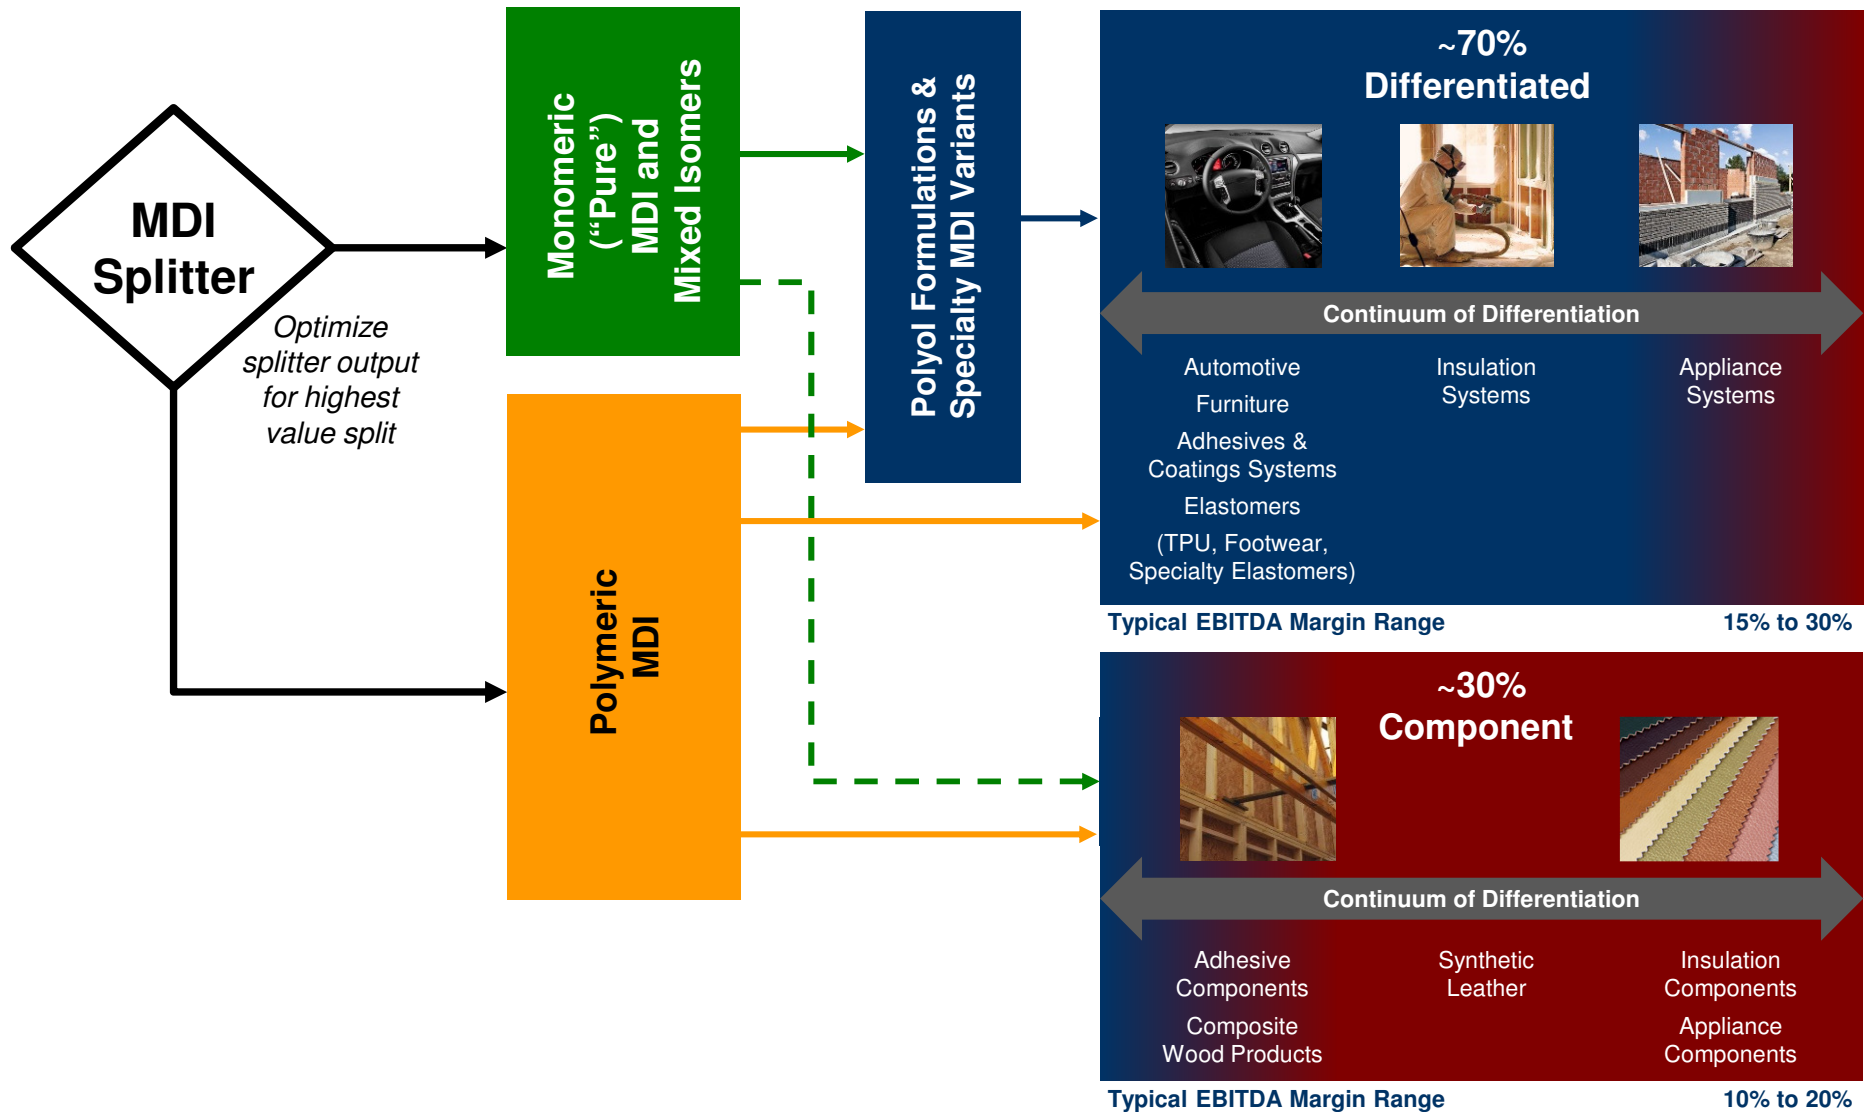 MDI
Splitter
Optimize
splitter output
for highest
value split
Monomeric
(“Pure”)
MDI and
Mixed Isomers
Polymeric
MDI
Polyol Formulations &
Specialty MDI Variants
~70%
Differentiated
Continuum of Differentiation
Automotive
Furniture
Adhesives &
Coatings Systems
Elastomers
(TPU, Footwear,
Specialty Elastomers)
Insulation
Systems
Appliance
Systems
Typical EBITDA Margin Range
15% to 30%
~30%
Component
Continuum of Differentiation
Adhesive
Components
Composite
Wood Products
Synthetic
Leather
Insulation
Components
Appliance
Components
Typical EBITDA Margin Range
10% to 20%